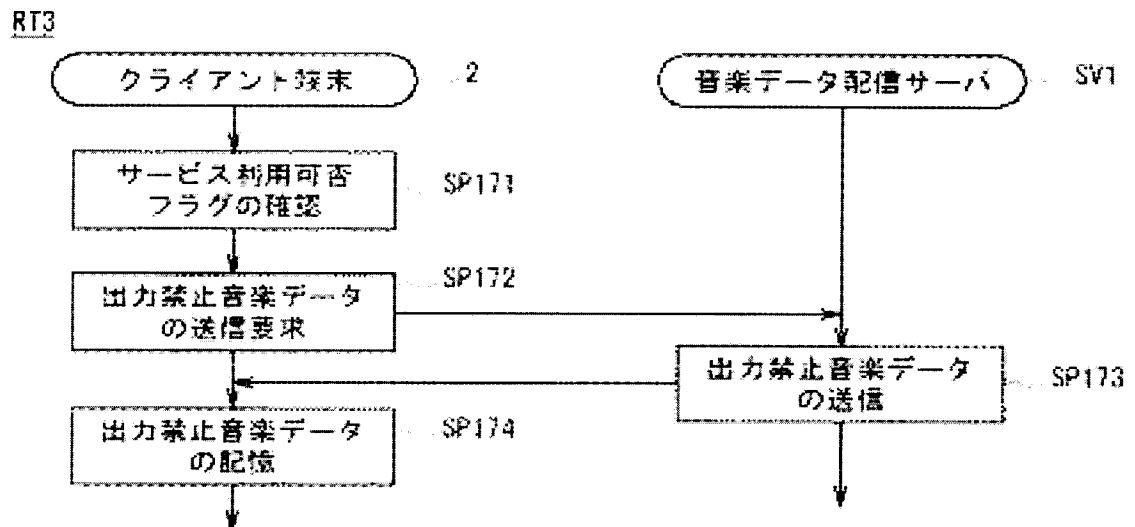 RT3
クライアント端末
2
音楽データ配信サーバ
SV1
サービス利用可否
フラグの確認
SP171
出力禁止音楽データ
の送信要求
SP172
出力禁止音楽データ
の送信
SP173
出力禁止音楽データ
の記憶
SP174